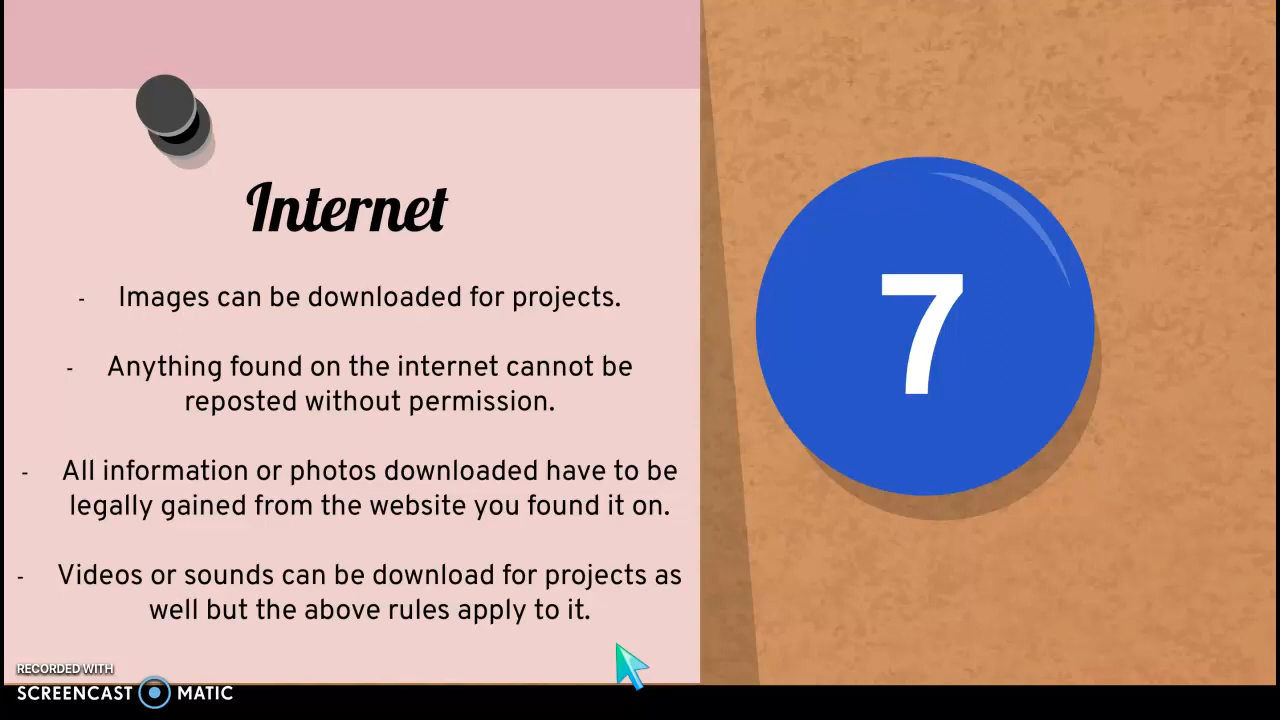 Internet
- Images can be downloaded for projects.
- Anything found on the internet cannot be
reposted without permission.
- All information or photos downloaded have to be
legally gained from the website you found it on.
- Videos or sounds can be download for projects as
well but the above rules apply to it.
7
RECORDED WITH
SCREENCAST MATIC